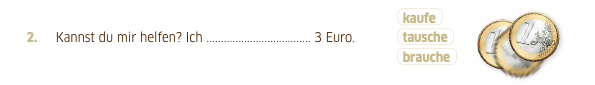 2. Kannst du mir helfen? Ich .................................... 3 Euro.
kaufe
tausche
brauche